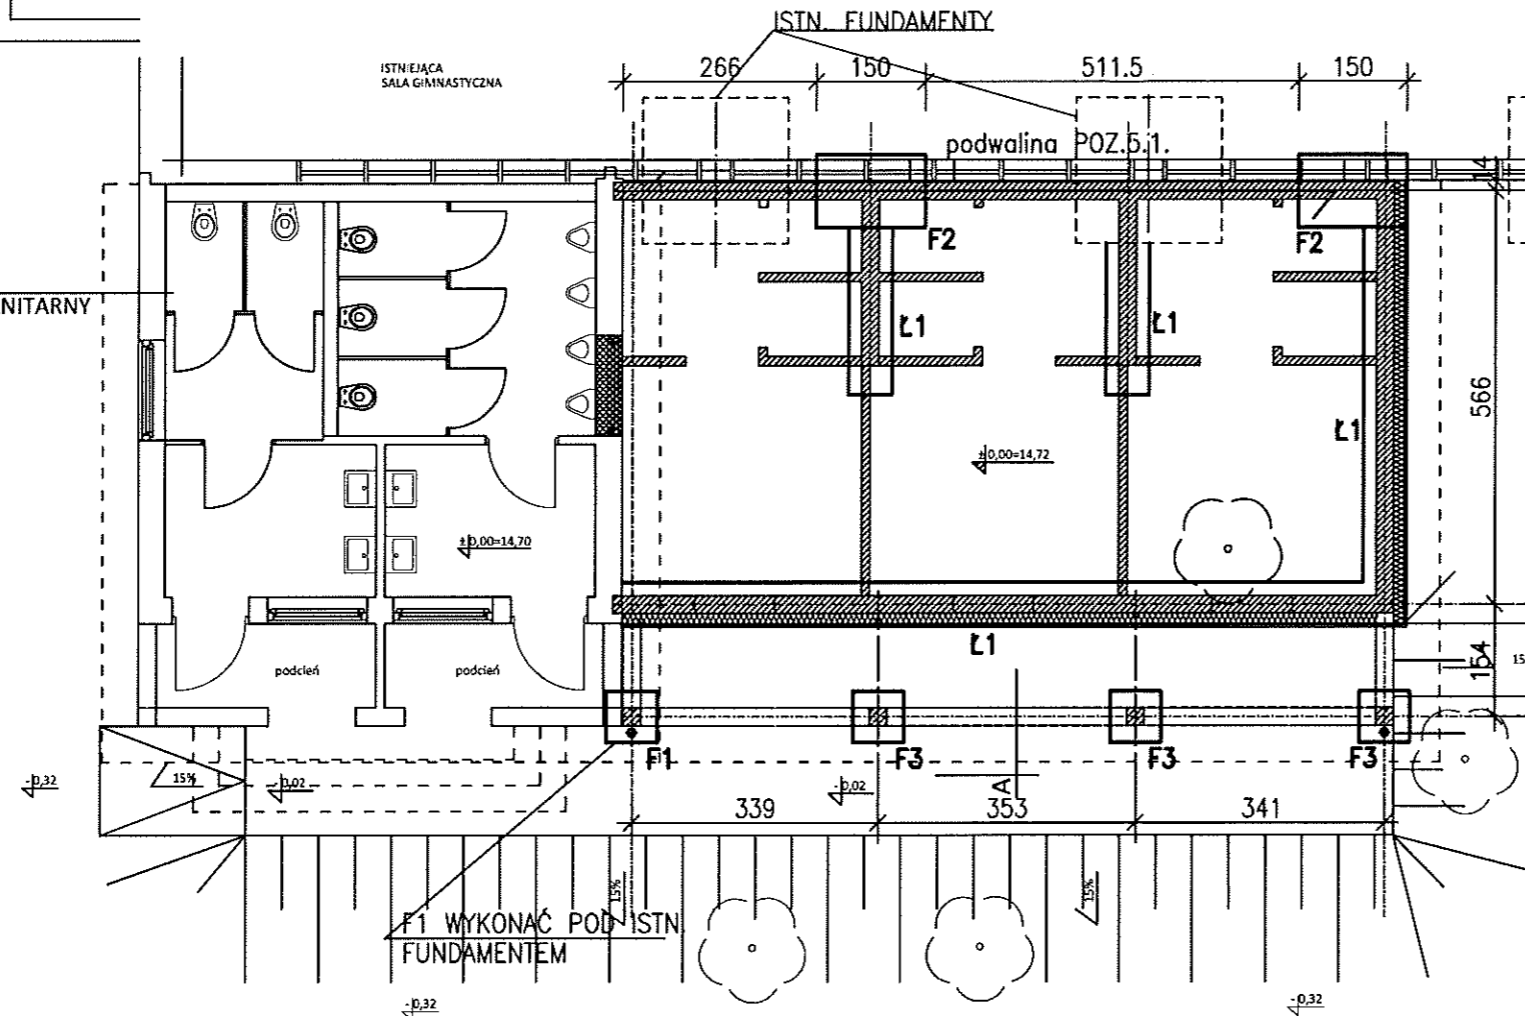 ISTN. FUNDAMENTY
ISTNIEJĄCA
SALA GIMNASTYCZNA
266
150
511.5
150
podwalina POZ.5.1.
14
F2
F2
NITARNY
Ł1
Ł1
566
Ł1
±0,00=14,72
±0,00=14,70
Ł1
podcień
podcień
154
15
F1
F3
F3
F3
-0,32
15%
-0,02
-0,02
A
339
353
341
15%
15%
F1 WYKONAĆ POD ISTN.
FUNDAMENTEM
-0,32
-0,32